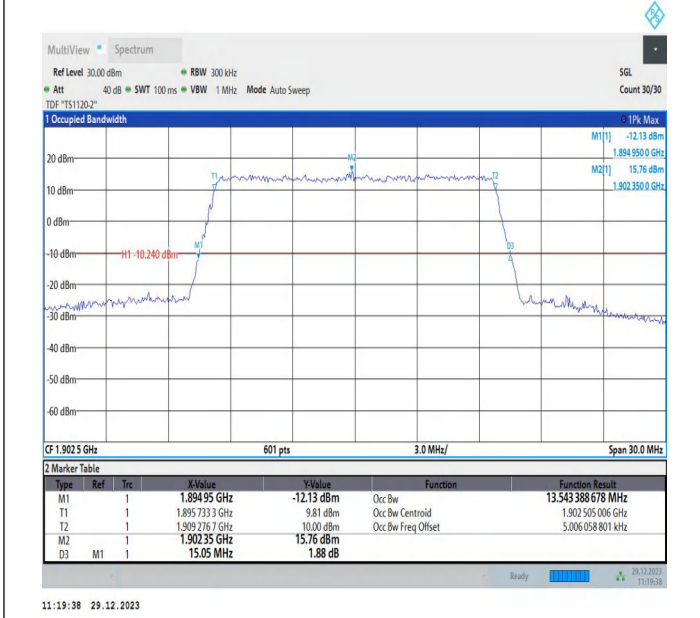 R S
MultiView Spectrum
Ref Level 30.00 dBm RBW 300 kHz SGL
Att 40 dB SWT 100 ms VBW 1 MHz Mode Auto Sweep Count 30/30
TDF "TS1120-2"
1 Occupied Bandwidth 1Pk Max
M1[1] -12.13 dBm
1.894 950 0 GHz
M2[1] 15.76 dBm
1.902 350 0 GHz
20 dBm
M2
T1 T2
10 dBm
0 dBm
M1 D3
-10 dBm H1 -10.240 dBm
-20 dBm
-30 dBm
-40 dBm
-50 dBm
-60 dBm
CF 1.902 5 GHz 601 pts 3.0 MHz/ Span 30.0 MHz
2 Marker Table
Type Ref Trc X-Value Y-Value Function Function Result
M1 1 1.894 95 GHz -12.13 dBm Occ Bw 13.543 388 678 MHz
T1 1 1.895 733 3 GHz 9.81 dBm Occ Bw Centroid 1.902 505 006 GHz
T2 1 1.909 276 7 GHz 10.00 dBm Occ Bw Freq Offset 5.006 058 801 kHz
M2 1 1.902 35 GHz 15.76 dBm
D3 M1 1 15.05 MHz 1.88 dB
Ready 29.12.2023
11:19:38
11:19:38 29.12.2023